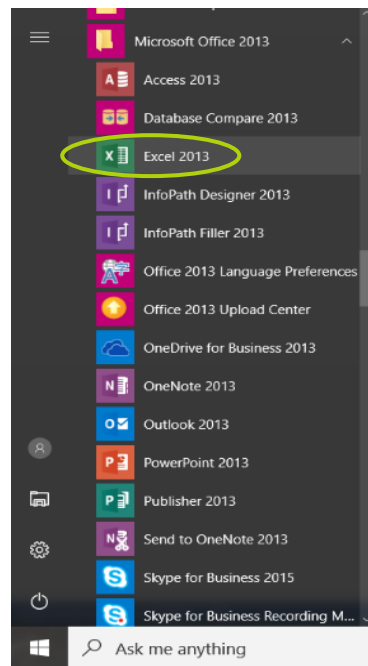 Microsoft Office 2013
Access 2013
Database Compare 2013
Excel 2013
InfoPath Designer 2013
InfoPath Filler 2013
Office 2013 Language Preferences
Office 2013 Upload Center
OneDrive for Business 2013
OneNote 2013
Outlook 2013
PowerPoint 2013
Publisher 2013
Send to OneNote 2013
Skype for Business 2015
Skype for Business Recording M...
Ask me anything